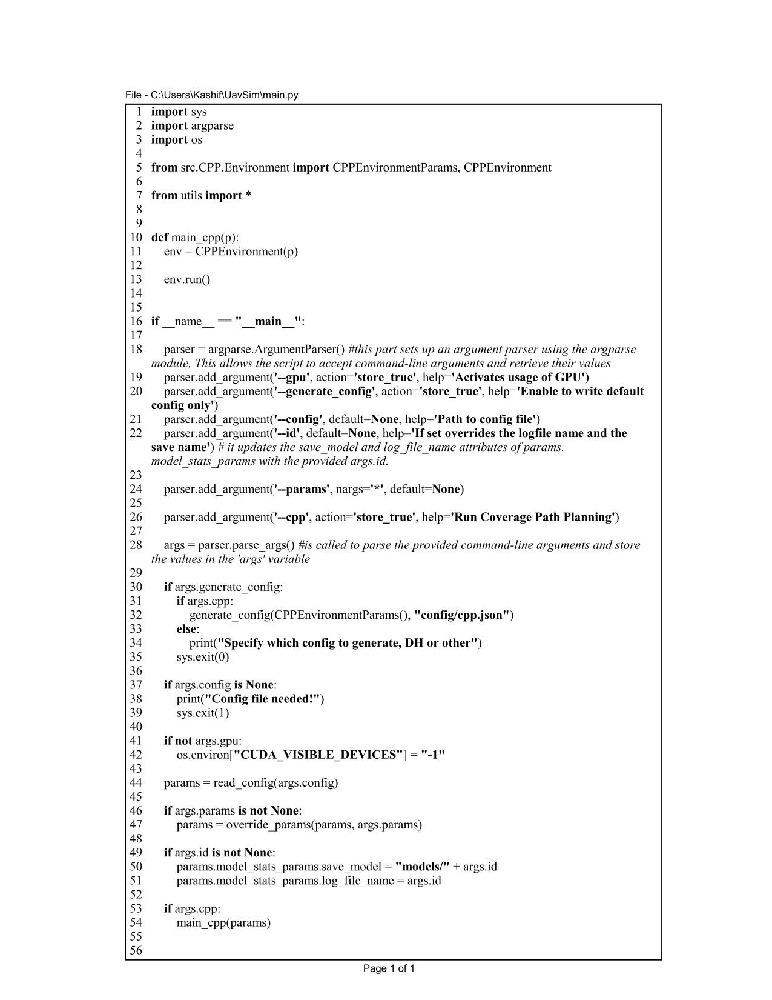 File - C:\Users\Kashif\UavSim\main.py
1 import sys
2 import argparse
3 import os
4
5 from src.CPP.Environment import CPPEnvironmentParams, CPPEnvironment
6
7 from utils import *
8
9
10 def main_cpp(p):
11     env = CPPEnvironment(p)
12
13     env.run()
14
15
16 if __name__ == "__main__":
17
18     parser = argparse.ArgumentParser() #this part sets up an argument parser using the argparse
module, This allows the script to accept command-line arguments and retrieve their values
19     parser.add_argument('--gpu', action='store_true', help='Activates usage of GPU')
20     parser.add_argument('--generate_config', action='store_true', help='Enable to write default
config only')
21     parser.add_argument('--config', default=None, help='Path to config file')
22     parser.add_argument('--id', default=None, help='If set overrides the logfile name and the
save name') # it updates the save_model and log_file_name attributes of params.
model_stats_params with the provided args.id.
23
24     parser.add_argument('--params', nargs='*', default=None)
25
26     parser.add_argument('--cpp', action='store_true', help='Run Coverage Path Planning')
27
28     args = parser.parse_args() #is called to parse the provided command-line arguments and store
the values in the 'args' variable
29
30     if args.generate_config:
31         if args.cpp:
32             generate_config(CPPEnvironmentParams(), "config/cpp.json")
33         else:
34             print("Specify which config to generate, DH or other")
35         sys.exit(0)
36
37     if args.config is None:
38         print("Config file needed!")
39         sys.exit(1)
40
41     if not args.gpu:
42         os.environ["CUDA_VISIBLE_DEVICES"] = "-1"
43
44     params = read_config(args.config)
45
46     if args.params is not None:
47         params = override_params(params, args.params)
48
49     if args.id is not None:
50         params.model_stats_params.save_model = "models/" + args.id
51         params.model_stats_params.log_file_name = args.id
52
53     if args.cpp:
54         main_cpp(params)
55
56
Page 1 of 1